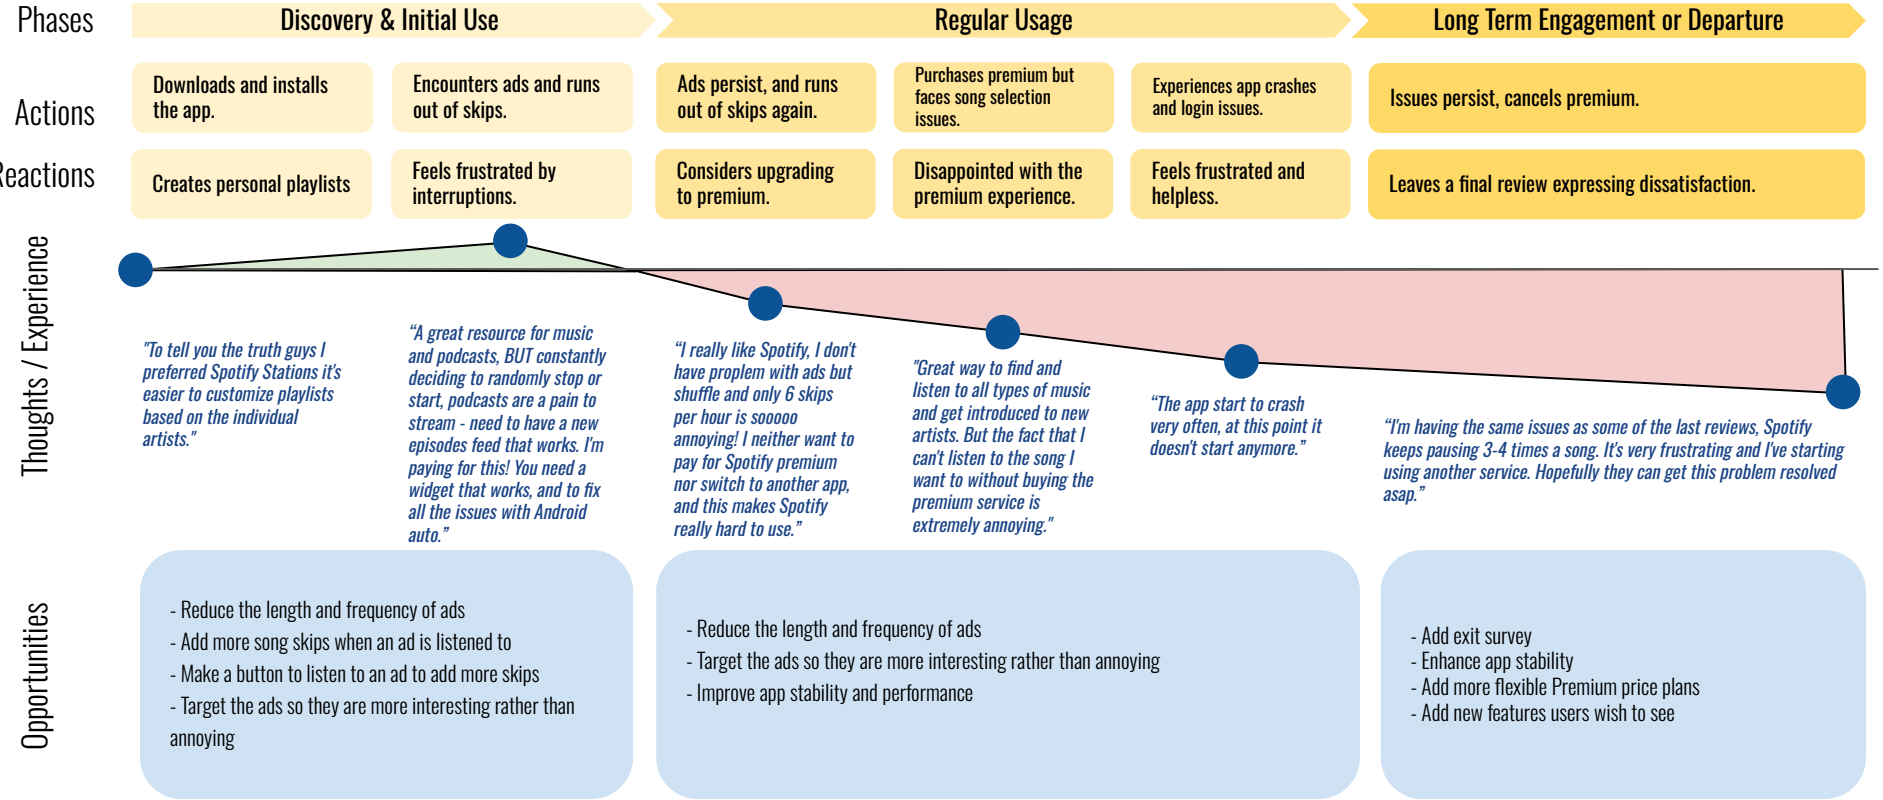 Phases
Discovery & Initial Use
Regular Usage
Long Term Engagement or Departure
Actions
Downloads and installs
the app.
Encounters ads and runs
out of skips.
Ads persist, and runs
out of skips again.
Purchases premium but
faces song selection
issues.
Experiences app crashes
and login issues.
Issues persist, cancels premium.
Reactions
Creates personal playlists
Feels frustrated by
interruptions.
Considers upgrading
to premium.
Disappointed with the
premium experience.
Feels frustrated and
helpless.
Leaves a final review expressing dissatisfaction.
Thoughts / Experience
"To tell you the truth guys I
preferred Spotify Stations it's
easier to customize playlists
based on the individual
artists."
“A great resource for music
and podcasts, BUT constantly
deciding to randomly stop or
start, podcasts are a pain to
stream - need to have a new
episodes feed that works. I'm
paying for this! You need a
widget that works, and to fix
all the issues with Android
auto.”
“I really like Spotify, I don't
have proplem with ads but
shuffle and only 6 skips
per hour is sooooo
annoying! I neither want to
pay for Spotify premium
nor switch to another app,
and this makes Spotify
really hard to use.”
"Great way to find and
listen to all types of music
and get introduced to new
artists. But the fact that I
can't listen to the song I
want to without buying the
premium service is
extremely annoying."
“The app start to crash
very often, at this point it
doesn't start anymore.”
“I'm having the same issues as some of the last reviews, Spotify
keeps pausing 3-4 times a song. It's very frustrating and I've starting
using another service. Hopefully they can get this problem resolved
asap.”
Opportunities
- Reduce the length and frequency of ads
- Add more song skips when an ad is listened to
- Make a button to listen to an ad to add more skips
- Target the ads so they are more interesting rather than
annoying
- Reduce the length and frequency of ads
- Target the ads so they are more interesting rather than annoying
- Improve app stability and performance
- Add exit survey
- Enhance app stability
- Add more flexible Premium price plans
- Add new features users wish to see